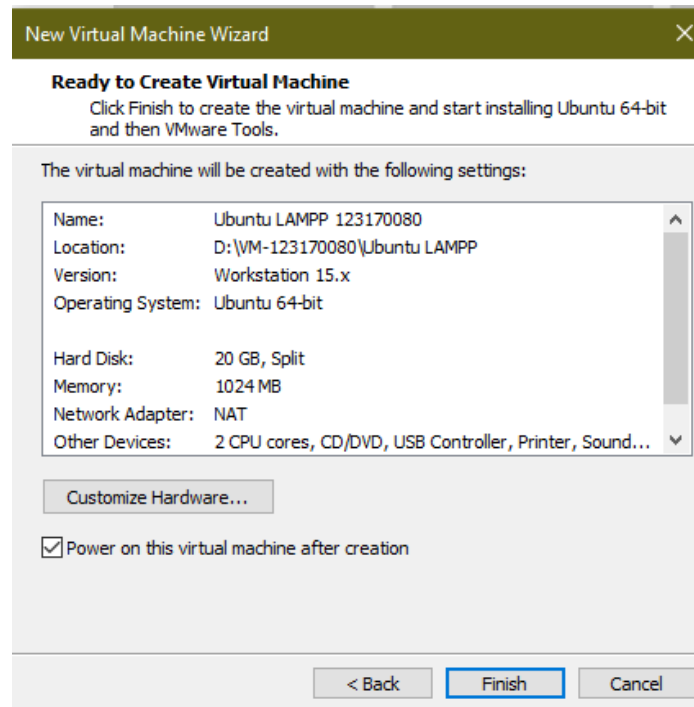 New Virtual Machine Wizard
Ready to Create Virtual Machine
Click Finish to create the virtual machine and start installing Ubuntu 64-bit
and then VMware Tools.
The virtual machine will be created with the following settings:
Name: Ubuntu LAMPP 123170080
Location: D:\VM-123170080\Ubuntu LAMPP
Version: Workstation 15.x
Operating System: Ubuntu 64-bit
Hard Disk: 20 GB, Split
Memory: 1024 MB
Network Adapter: NAT
Other Devices: 2 CPU cores, CD/DVD, USB Controller, Printer, Sound...
Customize Hardware...
Power on this virtual machine after creation
< Back Finish Cancel